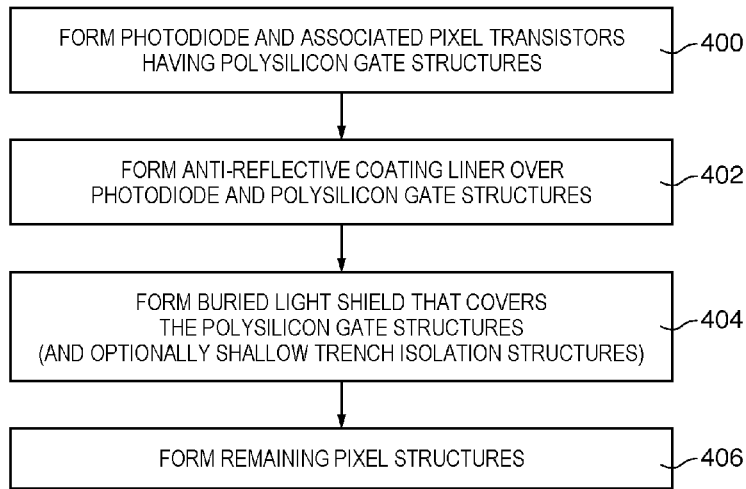 FORM PHOTODIODE AND ASSOCIATED PIXEL TRANSISTORS
HAVING POLYSILICON GATE STRUCTURES
400
FORM ANTI-REFLECTIVE COATING LINER OVER
PHOTODIODE AND POLYSILICON GATE STRUCTURES
402
FORM BURIED LIGHT SHIELD THAT COVERS
THE POLYSILICON GATE STRUCTURES
(AND OPTIONALLY SHALLOW TRENCH ISOLATION STRUCTURES)
404
FORM REMAINING PIXEL STRUCTURES
406